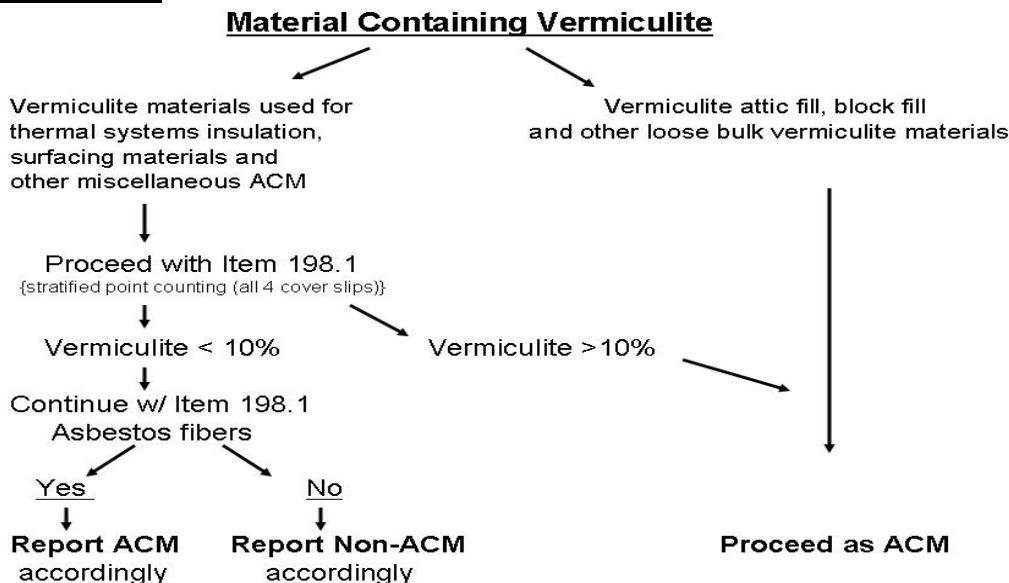 Material Containing Vermiculite
Vermiculite materials used for
thermal systems insulation,
surfacing materials and
other miscellaneous ACM
Vermiculite attic fill, block fill
and other loose bulk vermiculite materials
Proceed with Item 198.1
{stratified point counting (all 4 cover slips)}
Vermiculite < 10%
Vermiculite >10%
Continue w/ Item 198.1
Asbestos fibers
Yes
No
Report ACM
accordingly
Report Non-ACM
accordingly
Proceed as ACM